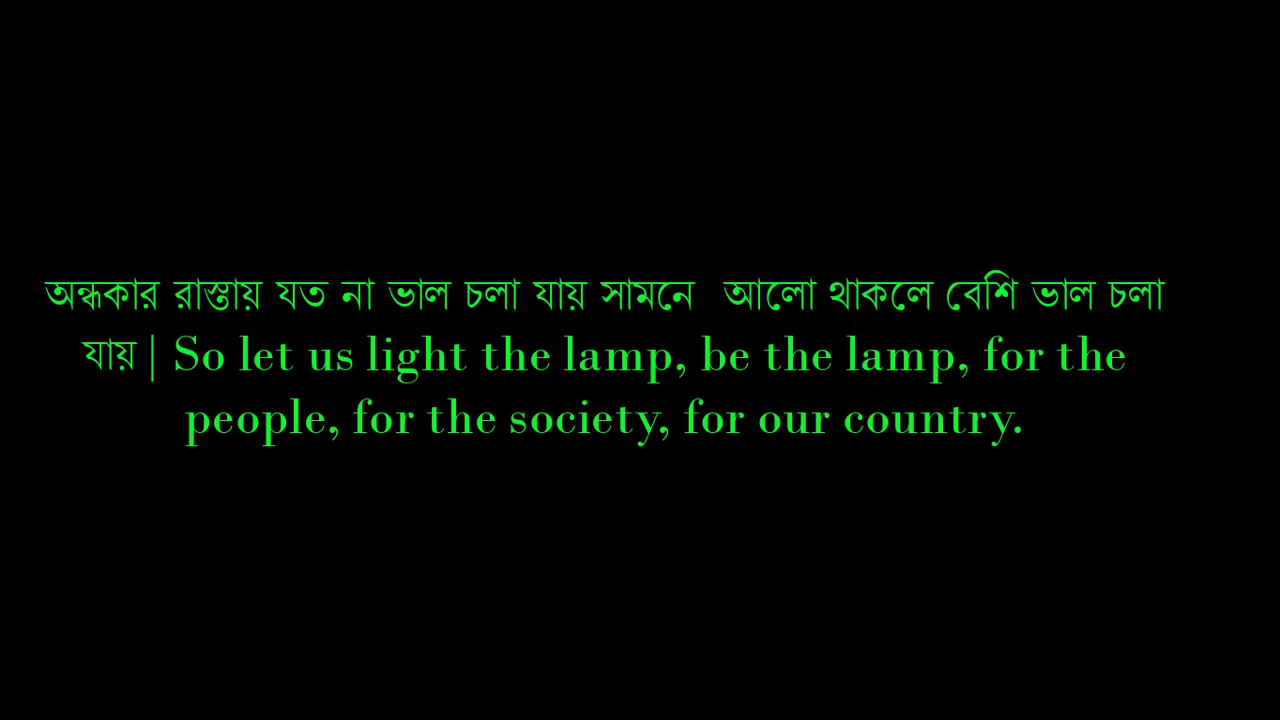 অন্ধকার রাস্তায় যত না ভাল চলা যায় সামনে  আলো থাকলে বেশি ভাল চলা
যায় | So let us light the lamp, be the lamp, for the
people, for the society, for our country.